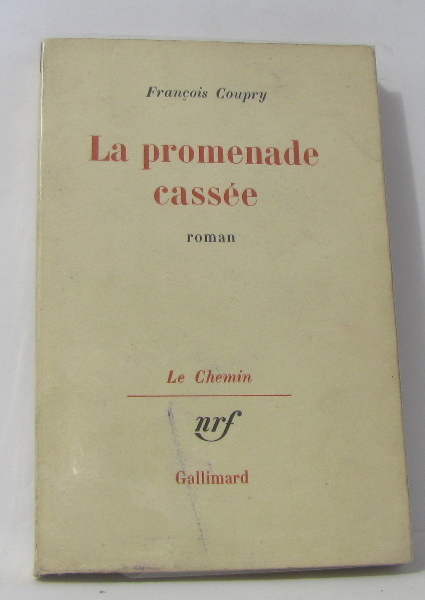 François Coupry
La promenade
cassée
roman
Le Chemin
nrf
Gallimard